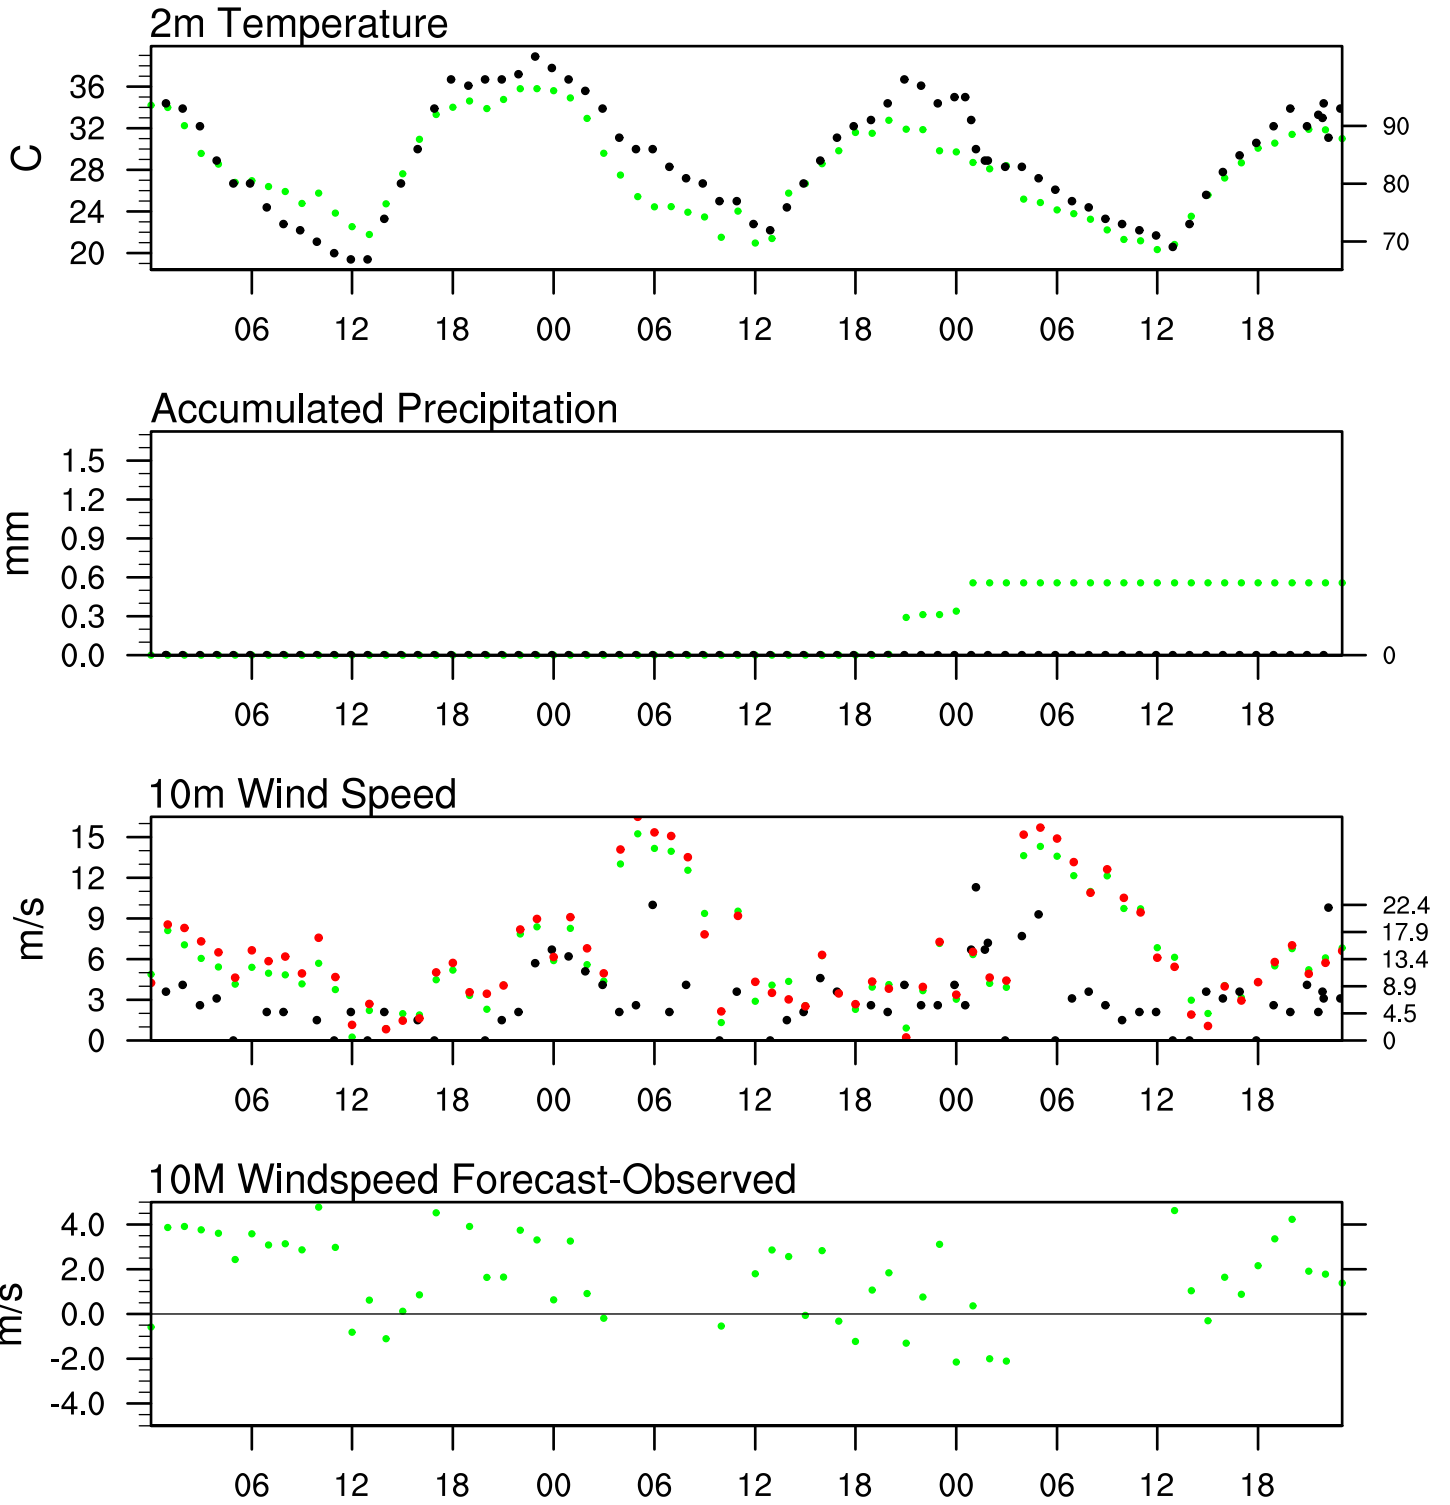 2m Temperature
C
36
32
28
24
20
90
80
70
06 12 18 00 06 12 18 00 06 12 18
Accumulated Precipitation
mm
1.5
1.2
0.9
0.6
0.3
0.0
0
06 12 18 00 06 12 18 00 06 12 18
10m Wind Speed
m/s
15
12
9
6
3
0
22.4
17.9
13.4
8.9
4.5
0
06 12 18 00 06 12 18 00 06 12 18
10M Windspeed Forecast-Observed
m/s
4.0
2.0
0.0
-2.0
-4.0
06 12 18 00 06 12 18 00 06 12 18